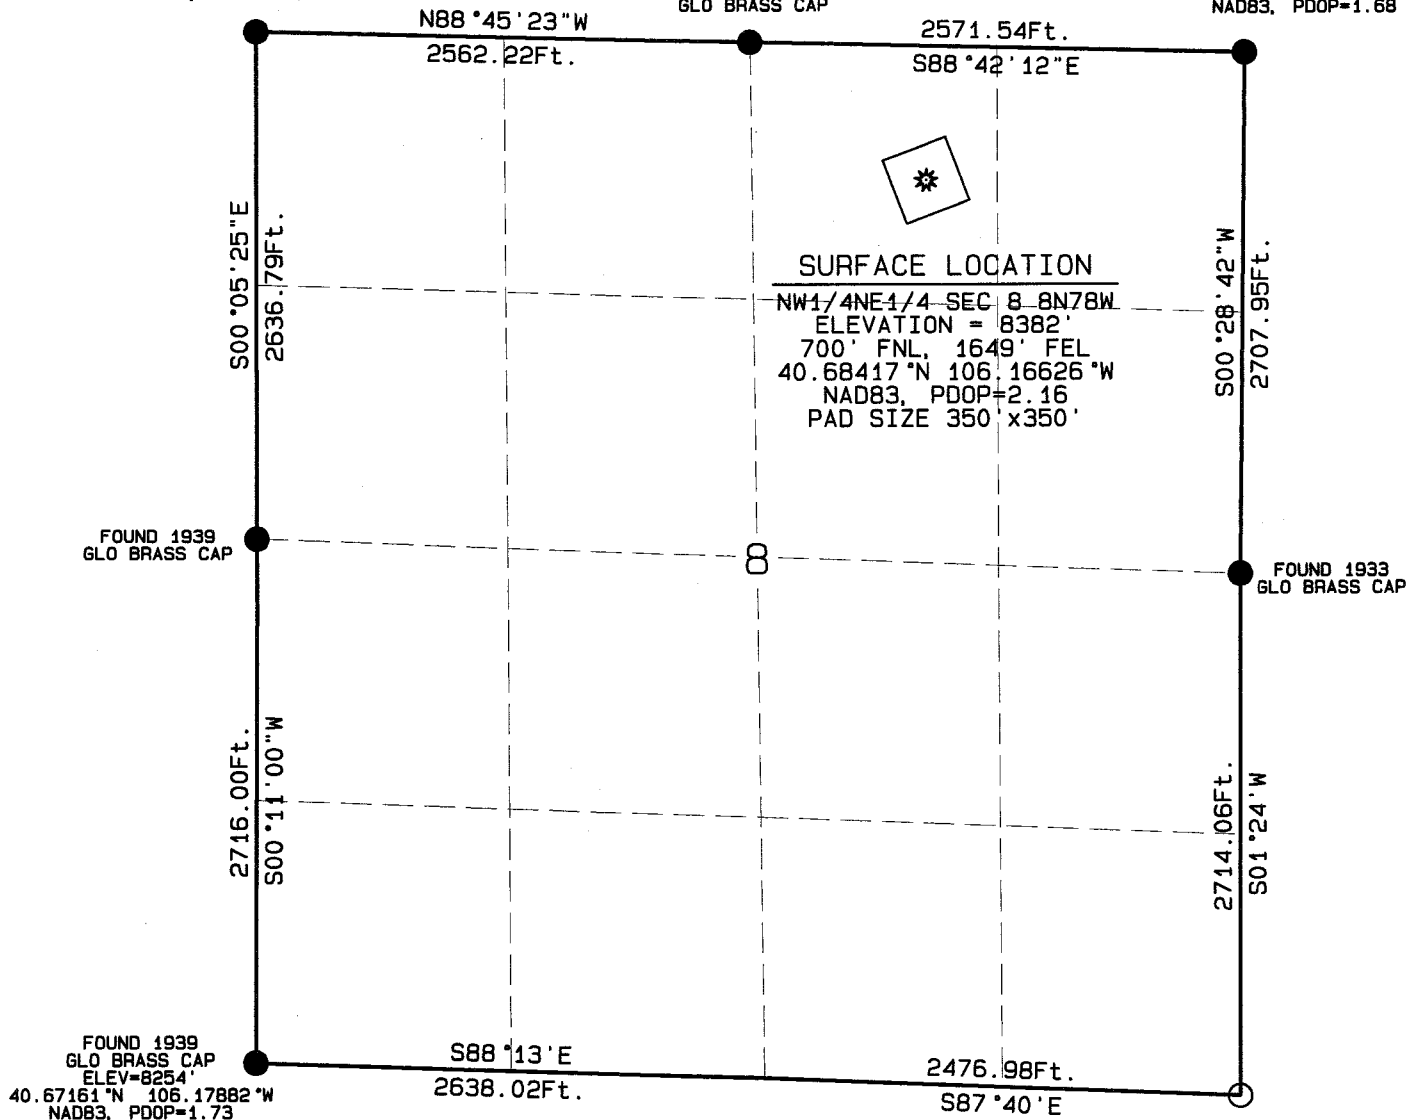 GLO BRASS CAP
NAD83, PDOP=1.68
N88°45'23"W
2562.22Ft.
2571.54Ft.
S88°42'12"E
S00°05'25"E
2636.79Ft.
SURFACE LOCATION
NW1/4NE1/4 SEC 8 8N78W
ELEVATION = 8382'
700' FNL, 1649' FEL
40.68417°N 106.16626°W
NAD83, PDOP=2.16
PAD SIZE 350'x350'
S00°28'42"W
2707.95Ft.
FOUND 1939
GLO BRASS CAP
8
FOUND 1933
GLO BRASS CAP
2716.00Ft.
S00°11'00"W
2714.06Ft.
S01°24'W
FOUND 1939
GLO BRASS CAP
ELEV=8254'
40.67161°N 106.17882°W
NAD83, PDOP=1.73
S88°13'E
2638.02Ft.
2476.98Ft.
S87°40'E